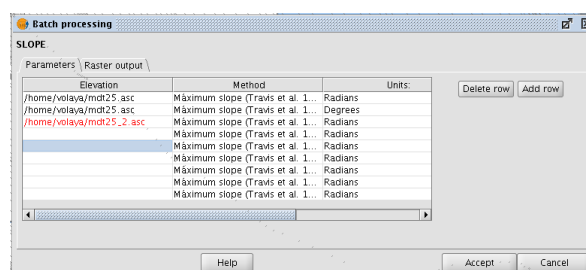 Batch processing
SLOPE
Parameters Raster output
Elevation Method Units:
/home/volaya/mdt25.asc Màximum slope (Travis et al. 1... Radians
/home/volaya/mdt25.asc Màximum slope (Travis et al. 1... Degrees
/home/volaya/mdt25_2.asc Màximum slope (Travis et al. 1... Radians
Màximum slope (Travis et al. 1... Radians
Màximum slope (Travis et al. 1... Radians
Màximum slope (Travis et al. 1... Radians
Màximum slope (Travis et al. 1... Radians
Màximum slope (Travis et al. 1... Radians
Màximum slope (Travis et al. 1... Radians
Delete row Add row
Help Accept Cancel